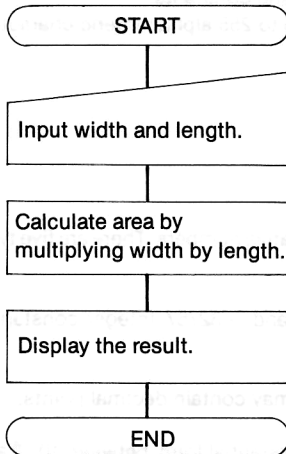 START
Input width and length.
Calculate area by
multiplying width by length.
Display the result.
END